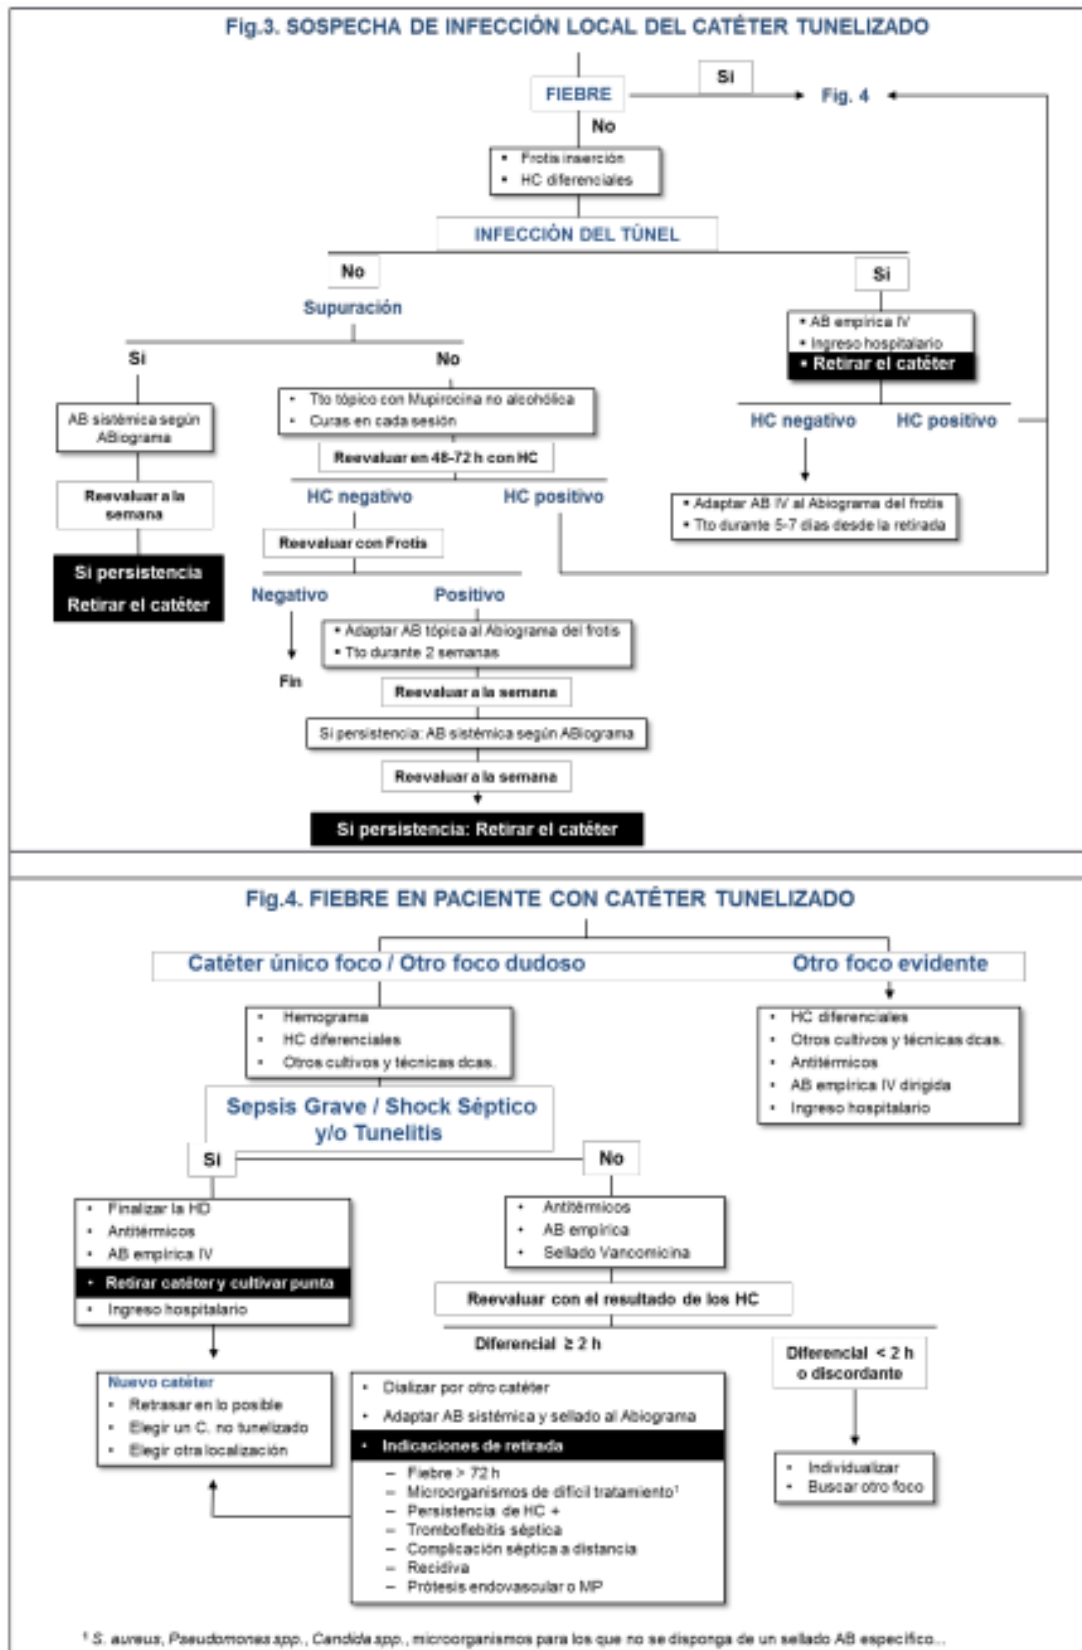 Fig.3. SOSPECHA DE INFECCIÓN LOCAL DEL CATÉTER TUNELIZADO
Si
FIEBRE
Fig. 4
No
▪ Frotis inserción
▪ HC diferenciales
INFECCIÓN DEL TÚNEL
No
Si
Supuración
▪ AB empírica IV
▪ Ingreso hospitalario
▪ Retirar el catéter
Si
No
AB sistémica según
ABiograma
• Tto tópico con Mupirocina no alcohólica
• Curas en cada sesión
HC negativo
HC positivo
Reevaluar en 48-72 h con HC
Reevaluar a la
semana
HC negativo
HC positivo
▪ Adaptar AB IV al Abiograma del frotis
▪ Tto durante 5-7 dias desde la retirada
Reevaluar con Frotis
Si persistencia
Retirar el catéter
Negativo
Positivo
▪ Adaptar AB tópica al Abiograma del frotis
▪ Tto durante 2 semanas
Fin
Reevaluar a la semana
Si persistencia: AB sistémica según ABiograma
Reevaluar a la semana
Si persistencia: Retirar el catéter
Fig.4. FIEBRE EN PACIENTE CON CATÉTER TUNELIZADO
Catéter único foco / Otro foco dudoso
Otro foco evidente
• Hemograma
• HC diferenciales
• Otros cultivos y técnicas dcas.
• HC diferenciales
• Otros cultivos y técnicas dcas.
• Antitérmicos
• AB empírica IV dirigida
• Ingreso hospitalario
Sepsis Grave / Shock Séptico
y/o Tunelitis
Si
No
• Finalizar la HD
• Antitérmicos
• AB empírica IV
• Retirar catéter y cultivar punta
• Ingreso hospitalario
• Antitérmicos
• AB empírica
• Sellado Vancomicina
Reevaluar con el resultado de los HC
Diferencial ≥ 2 h
Diferencial < 2 h
o discordante
Nuevo catéter
• Retrasar en lo posible
• Elegir un C. no tunelizado
• Elegir otra localización
• Dializar por otro catéter
• Adaptar AB sistémica y sellado al Abiograma
• Indicaciones de retirada
– Fiebre > 72 h
– Microorganismos de difícil tratamiento¹
– Persistencia de HC +
– Tromboflebitis séptica
– Complicación séptica a distancia
– Recidiva
– Prótesis endovascular o MP
• Individualizar
• Buscar otro foco
¹ S. aureus, Pseudomonas spp., Candida spp., microorganismos para los que no se disponga de un sellado AB específico...